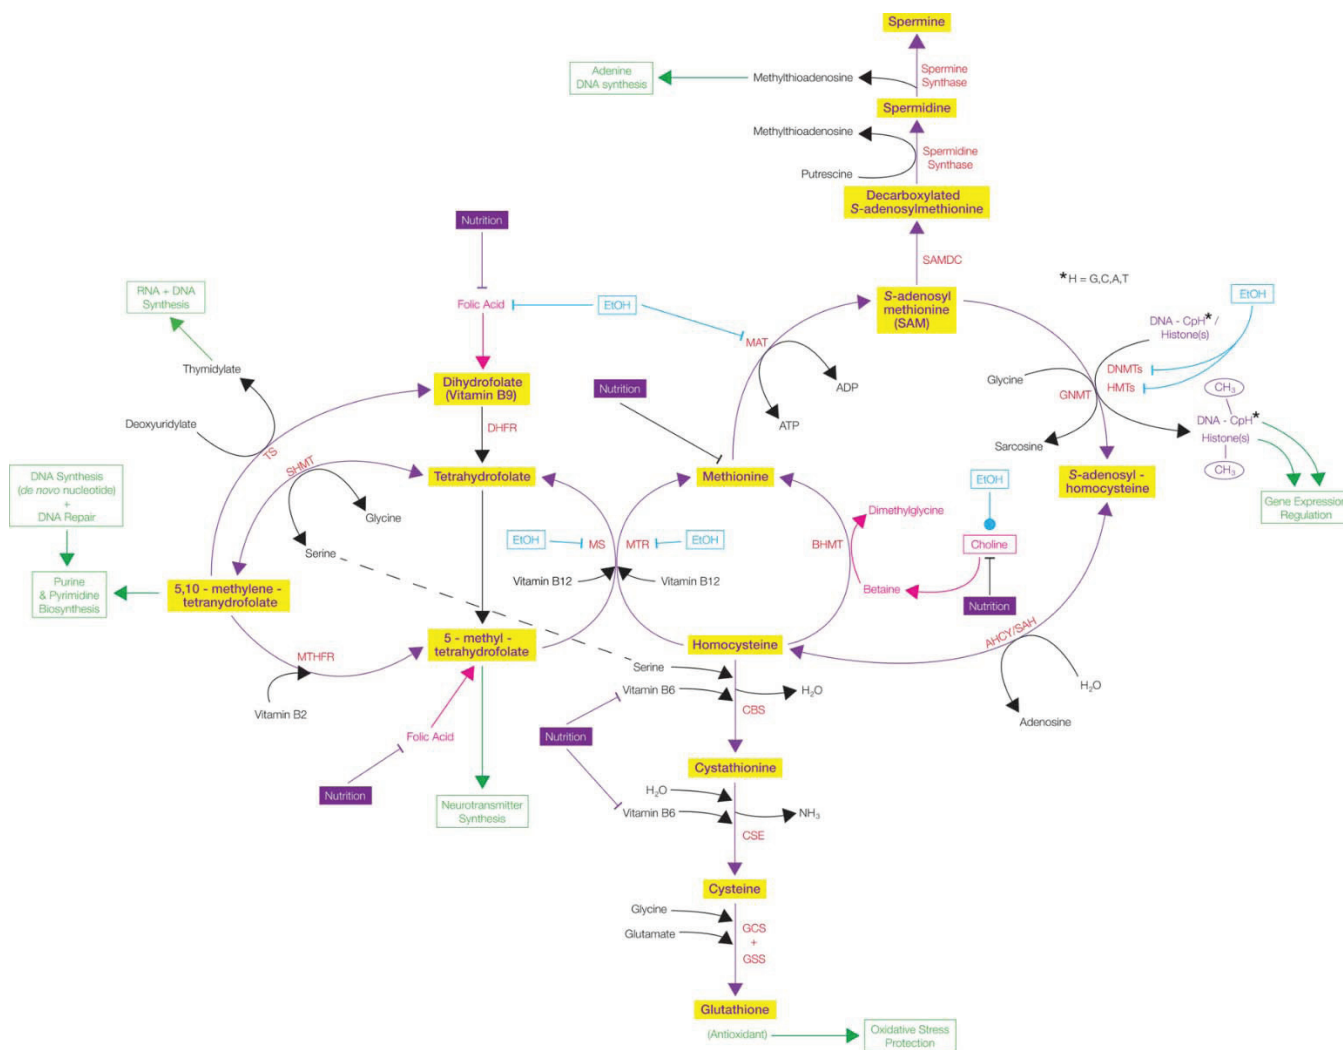 Spermine
Adenine
DNA synthesis
Methylthioadenosine
Spermine
Synthase
Spermidine
Methylthioadenosine
Spermidine
Synthase
Putrescine
Decarboxylated
S-adenosylmethionine
Nutrition
SAMDC
*H = G,C,A,T
RNA + DNA
Synthesis
Folic Acid
EtOH
S-adenosyl
methionine
(SAM)
EtOH
DNA - CpH* /
Histone(s)
MAT
Thymidylate
Dihydrofolate
(Vitamin B9)
Nutrition
ADP
ATP
Glycine
GNMT
DNMTs
HMTs
CH3
Deoxyuridylate
DHFR
DNA - CpH*
Histone(s)
Sarcosine
TS
SHMT
Tetrahydrofolate
Methionine
S-adenosyl -
homocysteine
CH3
DNA Synthesis
(de novo nucleotide)
+
DNA Repair
EtOH
Gene Expression
Regulation
Glycine
Dimethylglycine
Serine
EtOH
MS
MTR
EtOH
BHMT
Choline
Vitamin B12
Vitamin B12
Purine
& Pyrimidine
Biosynthesis
5,10 - methylene -
tetranydrofolate
Betaine
Nutrition
5 - methyl -
tetrahydrofolate
Homocysteine
AHCY/SAH
MTHFR
Serine
Vitamin B6
H2O
H2O
CBS
Vitamin B2
Adenosine
Folic Acid
Nutrition
Cystathionine
Nutrition
H2O
Vitamin B6
NH3
CSE
Neurotransmitter
Synthesis
Cysteine
Glycine
Glutamate
GCS
+
GSS
Glutathione
(Antioxidant)
Oxidative Stress
Protection